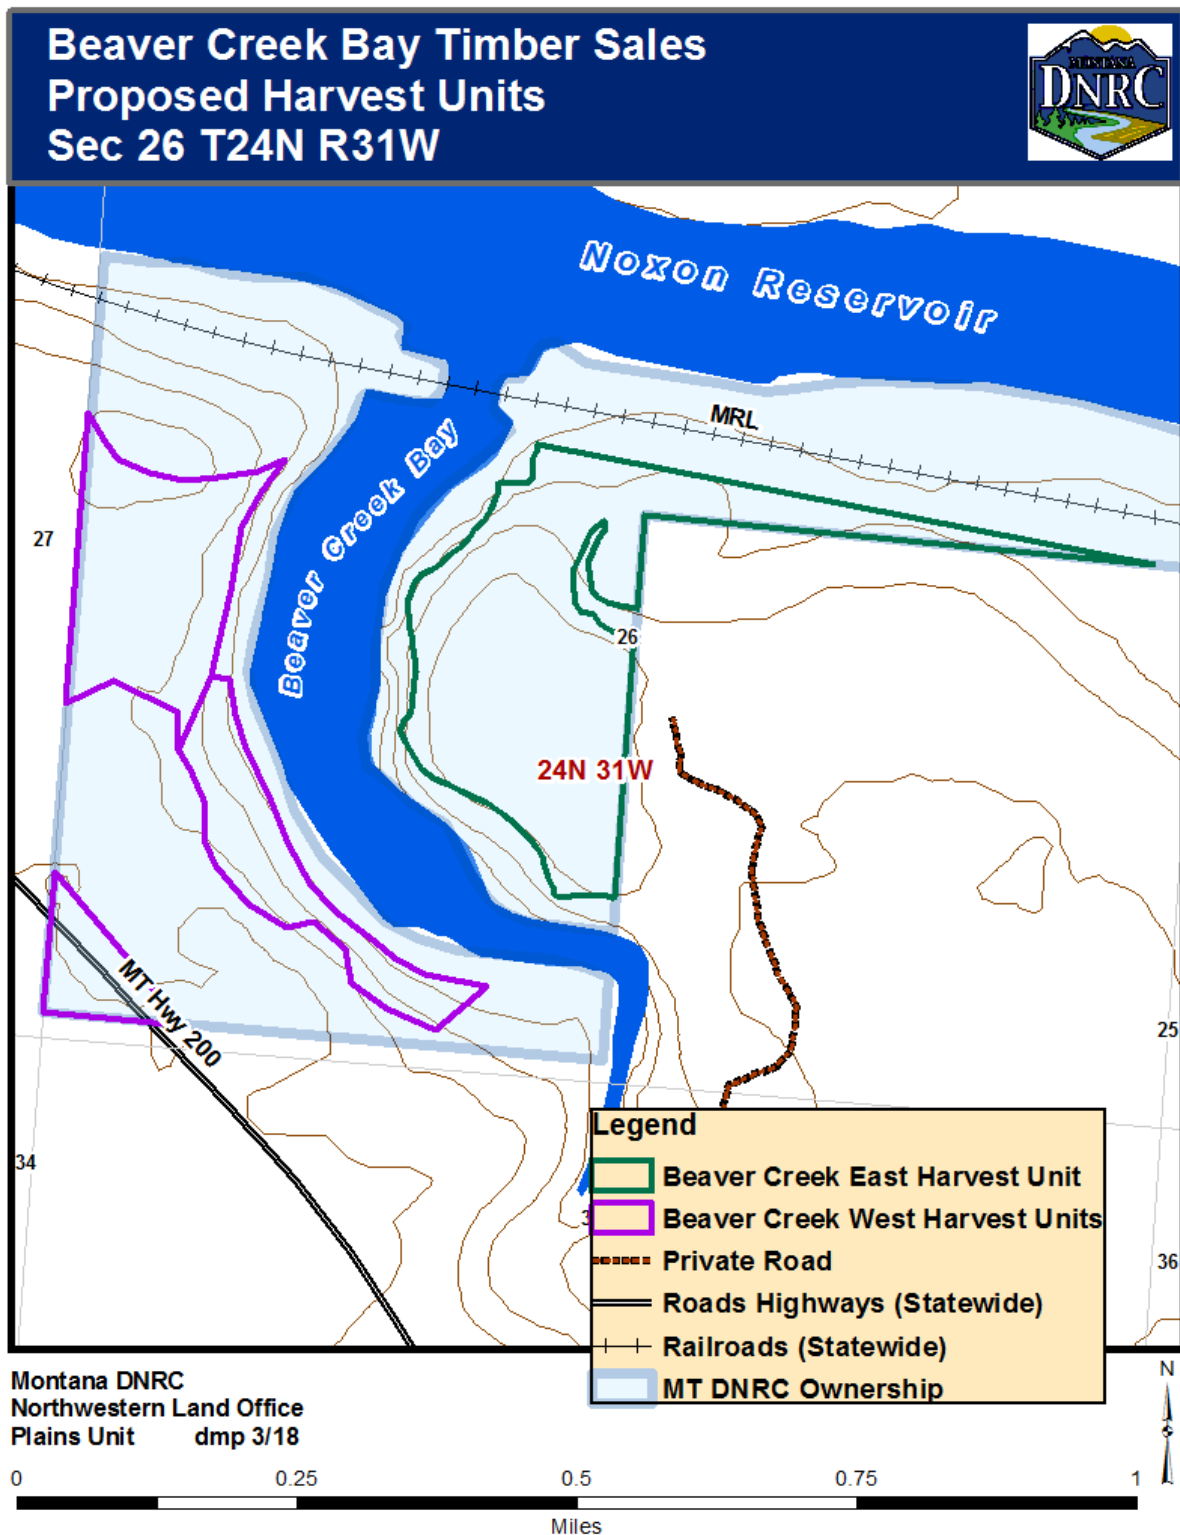 Beaver Creek Bay Timber Sales
Proposed Harvest Units
Sec 26 T24N R31W
MONTANA
DNRC
Noxon Reservoir
MRL
Beaver Creek Bay
27
26
24N 31W
MT Hwy 200
25
34
36
Legend
Beaver Creek East Harvest Unit
Beaver Creek West Harvest Units
Private Road
Roads Highways (Statewide)
Railroads (Statewide)
MT DNRC Ownership
Montana DNRC
Northwestern Land Office
Plains Unit dmp 3/18
N
0 0.25 0.5 0.75 1
Miles